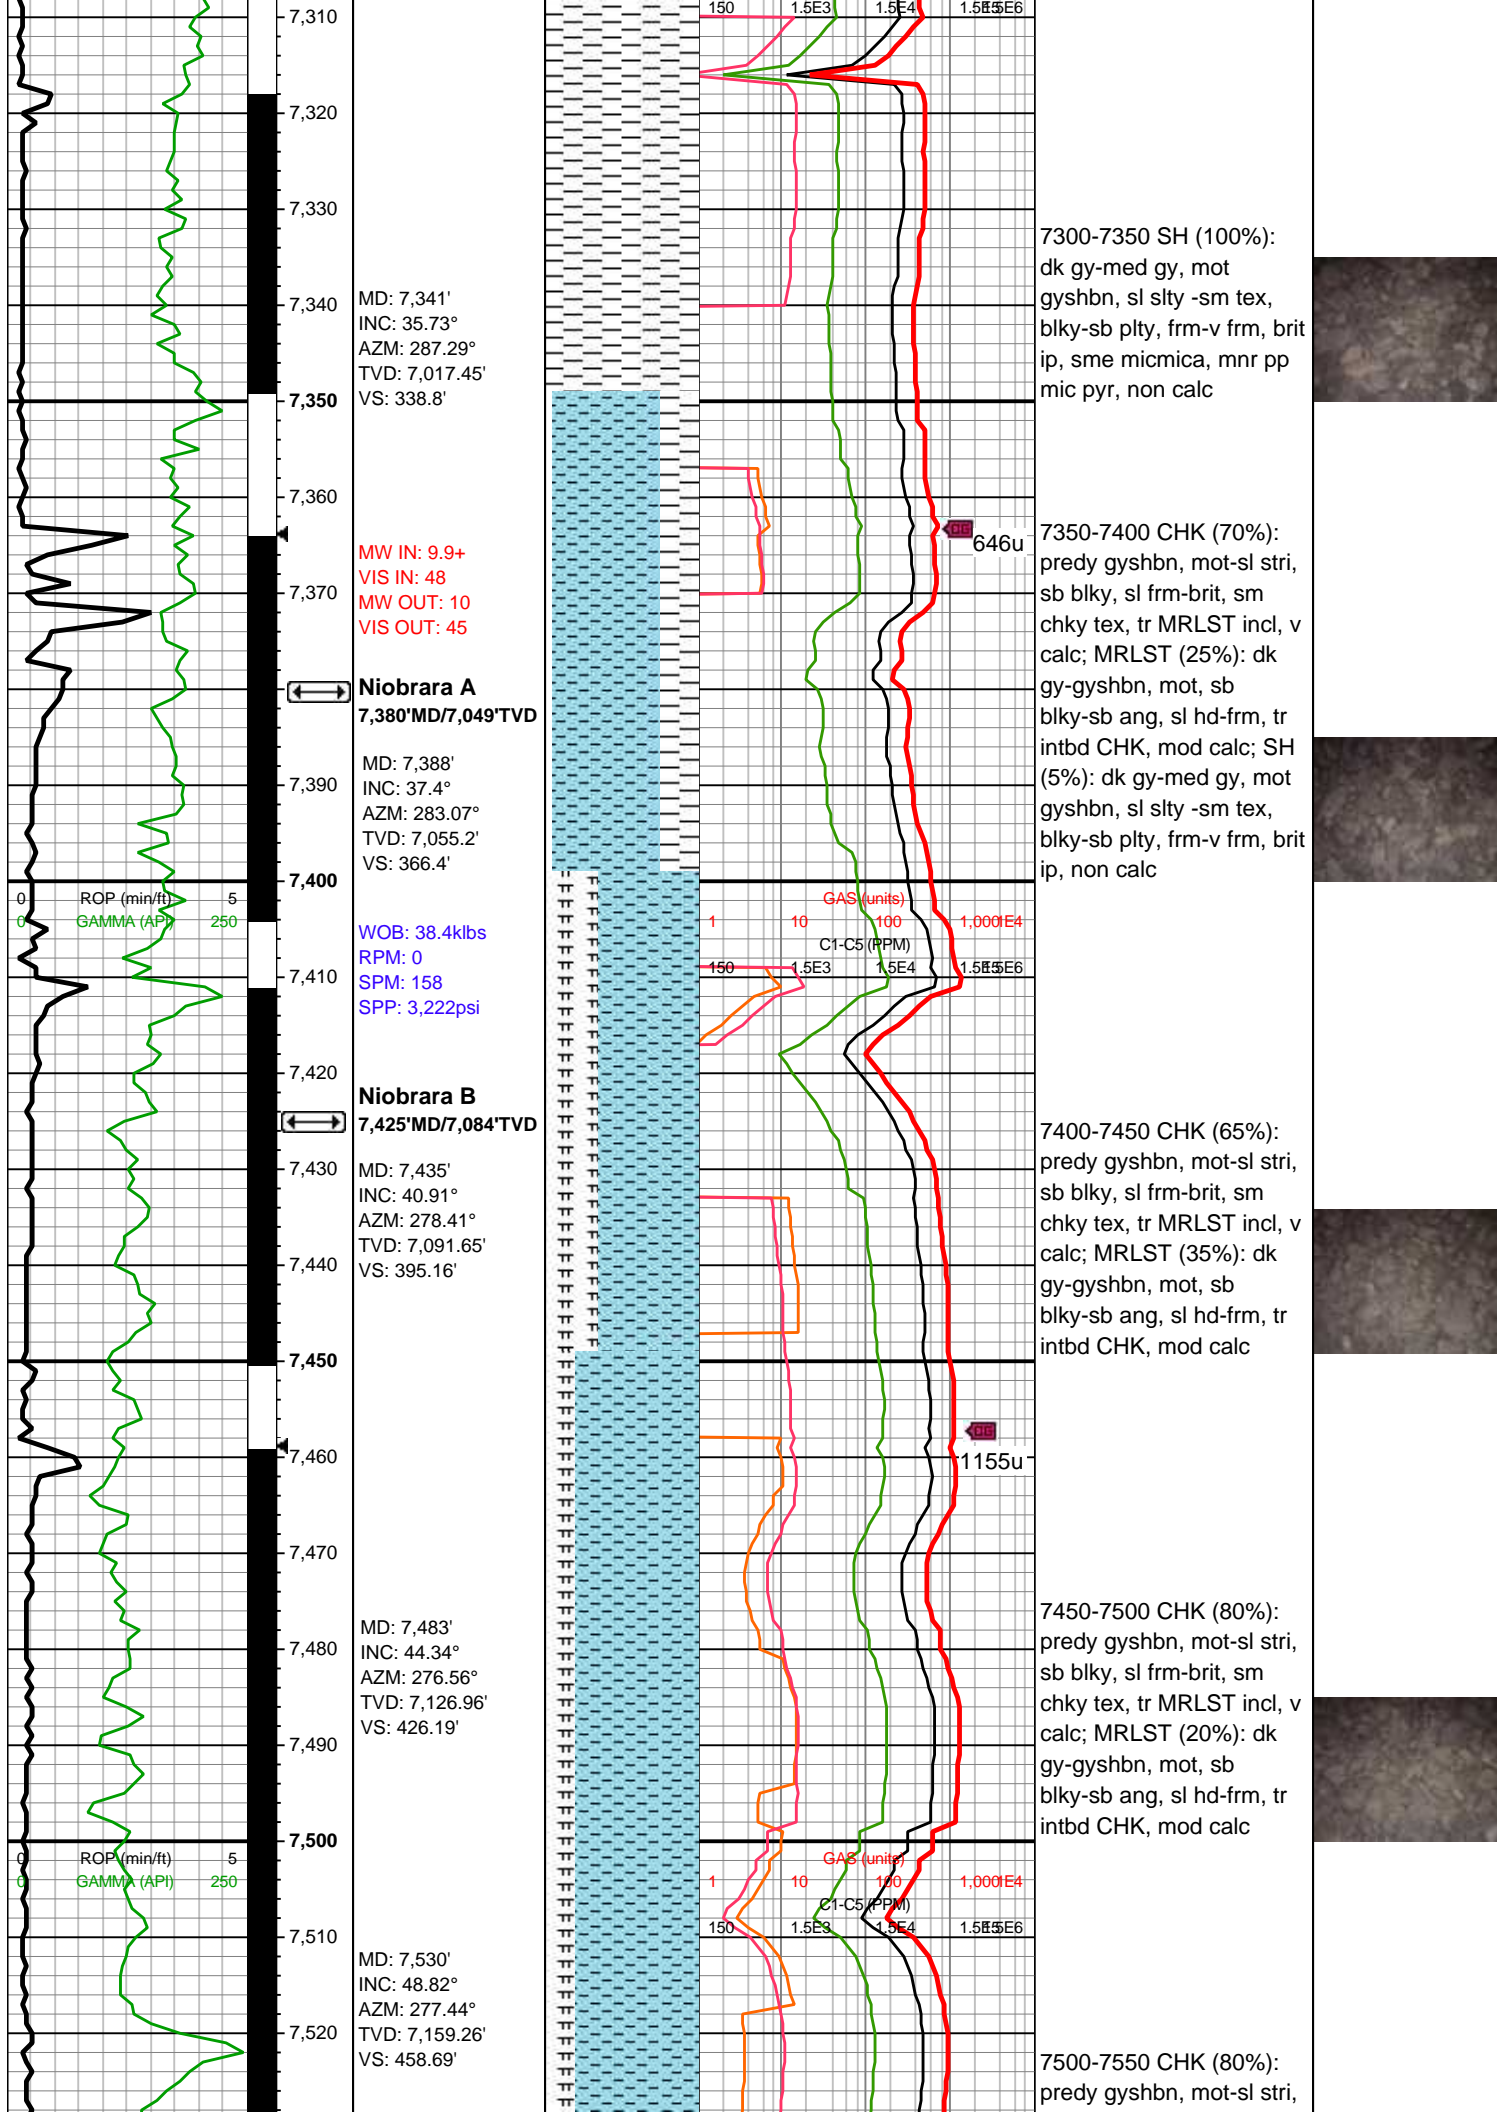 150 1.5E3 1.5E4 1.5E5 1.5E6
7,310
7,320
7,330
7,340
7,350
7,360
7,370
7,390
7,400
7,410
7,420
7,430
7,440
7,450
7,460
7,470
7,480
7,490
7,500
7,510
7,520
MD: 7,341'
INC: 35.73°
AZM: 287.29°
TVD: 7,017.45'
VS: 338.8'
MW IN: 9.9+
VIS IN: 48
MW OUT: 10
VIS OUT: 45
Niobrara A
7,380'MD/7,049'TVD
MD: 7,388'
INC: 37.4°
AZM: 283.07°
TVD: 7,055.2'
VS: 366.4'
0 ROP (min/ft) 5
0 GAMMA (API) 250
WOB: 38.4klbs
RPM: 0
SPM: 158
SPP: 3,222psi
Niobrara B
7,425'MD/7,084'TVD
MD: 7,435'
INC: 40.91°
AZM: 278.41°
TVD: 7,091.65'
VS: 395.16'
MD: 7,483'
INC: 44.34°
AZM: 276.56°
TVD: 7,126.96'
VS: 426.19'
0 ROP (min/ft) 5
0 GAMMA (API) 250
MD: 7,530'
INC: 48.82°
AZM: 277.44°
TVD: 7,159.26'
VS: 458.69'
CG
646u
GAS (units)
1 10 100 1,000 1E4
C1-C5 (PPM)
150 1.5E3 1.5E4 1.5E5 1.5E6
CG
1155u
GAS (units)
1 10 100 1,000 1E4
C1-C5 (PPM)
150 1.5E3 1.5E4 1.5E5 1.5E6
7300-7350 SH (100%):
dk gy-med gy, mot
gyshbn, sl slty -sm tex,
blky-sb plty, frm-v frm, brit
ip, sme micmica, mnr pp
mic pyr, non calc
7350-7400 CHK (70%):
predy gyshbn, mot-sl stri,
sb blky, sl frm-brit, sm
chky tex, tr MRLST incl, v
calc; MRLST (25%): dk
gy-gyshbn, mot, sb
blky-sb ang, sl hd-frm, tr
intbd CHK, mod calc; SH
(5%): dk gy-med gy, mot
gyshbn, sl slty -sm tex,
blky-sb plty, frm-v frm, brit
ip, non calc
7400-7450 CHK (65%):
predy gyshbn, mot-sl stri,
sb blky, sl frm-brit, sm
chky tex, tr MRLST incl, v
calc; MRLST (35%): dk
gy-gyshbn, mot, sb
blky-sb ang, sl hd-frm, tr
intbd CHK, mod calc
7450-7500 CHK (80%):
predy gyshbn, mot-sl stri,
sb blky, sl frm-brit, sm
chky tex, tr MRLST incl, v
calc; MRLST (20%): dk
gy-gyshbn, mot, sb
blky-sb ang, sl hd-frm, tr
intbd CHK, mod calc
7500-7550 CHK (80%):
predy gyshbn, mot-sl stri,